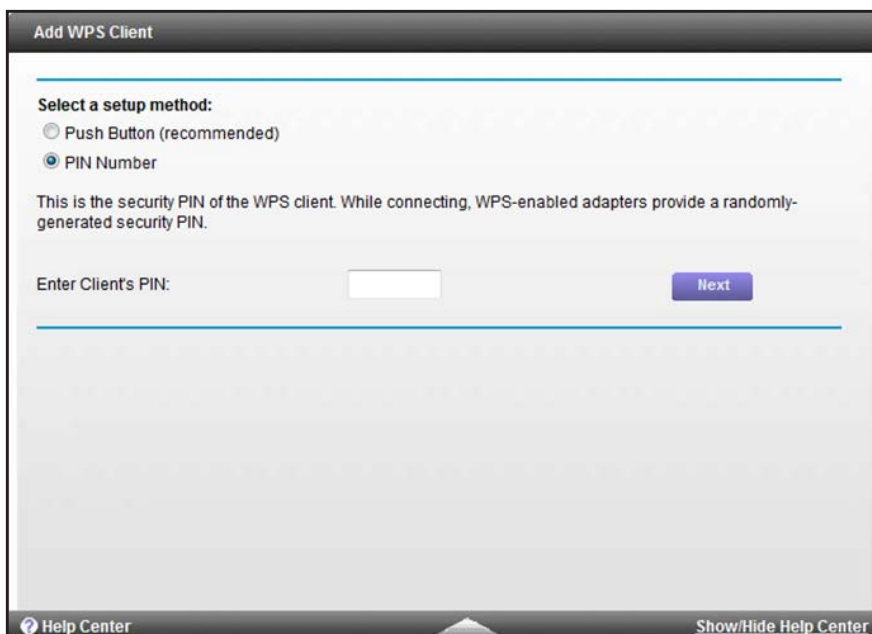 Add WPS Client
Select a setup method:
Push Button (recommended)
PIN Number
This is the security PIN of the WPS client. While connecting, WPS-enabled adapters provide a randomly-
generated security PIN.
Enter Client's PIN:
Next
Help Center
Show/Hide Help Center